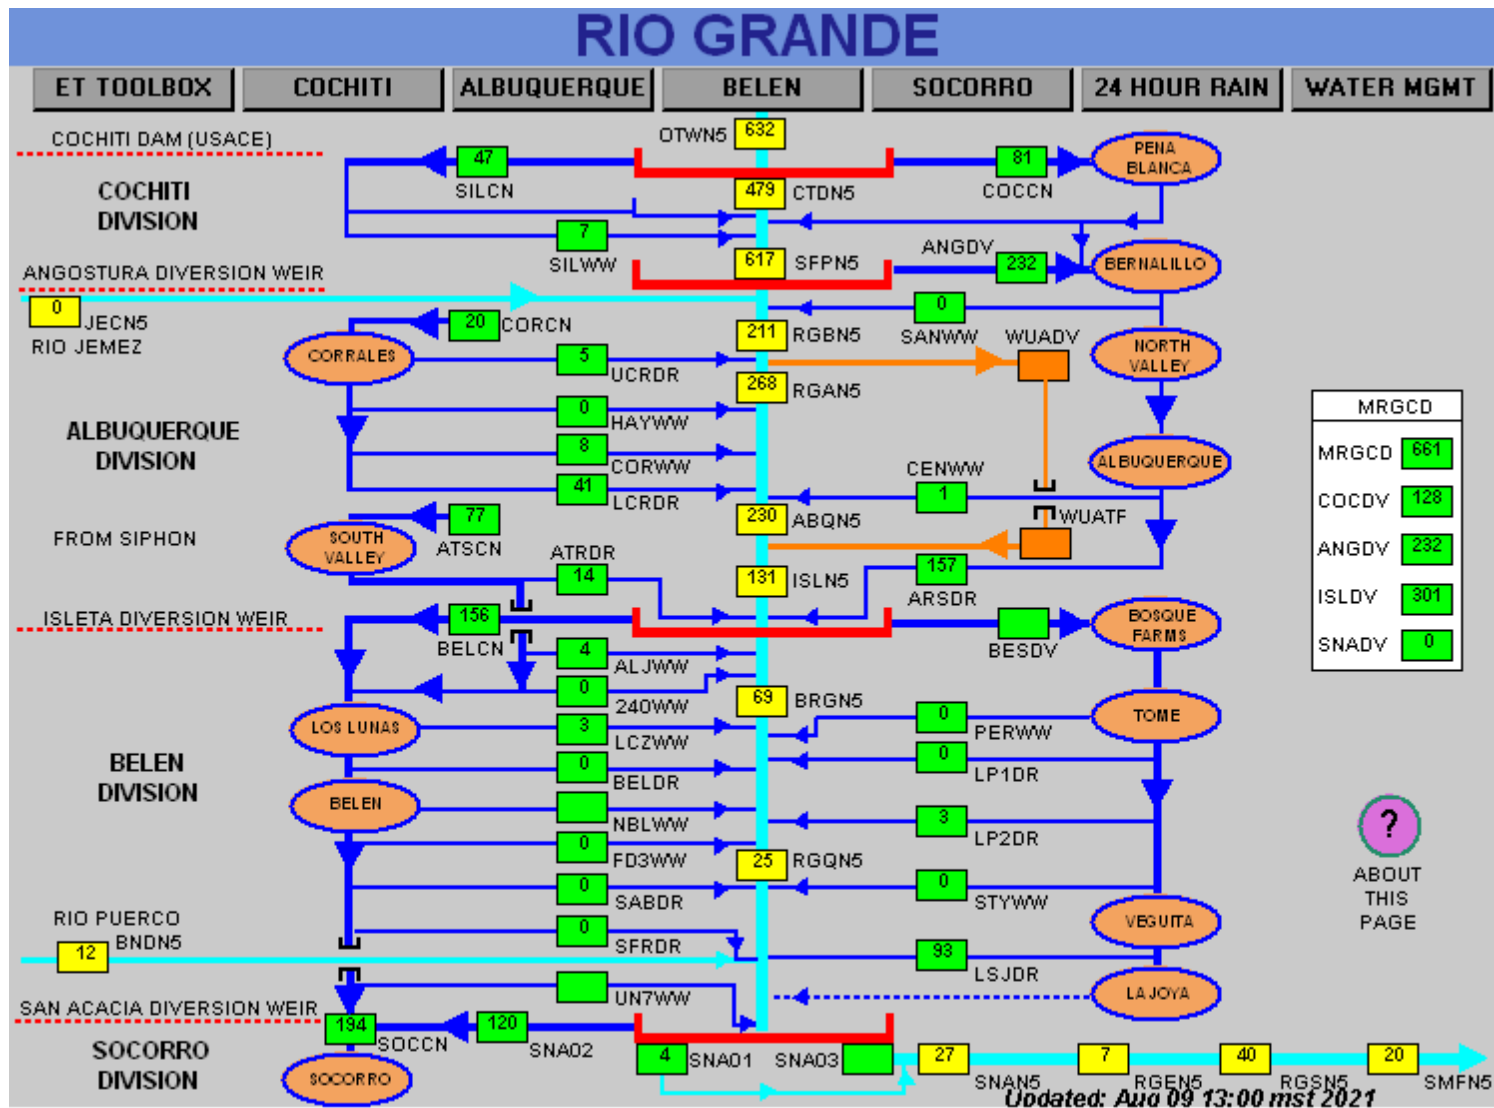 RIO GRANDE
ET TOOLBOX COCHITI ALBUQUERQUE BELEN SOCORRO 24 HOUR RAIN WATER MGMT
COCHITI DAM (USACE)
OTWN5 632
PENA
BLANCA
47
SILCN
81
COCCN
COCHITI
DIVISION
479 CTDN5
7
SILWW
ANGDV
232
BERNALILLO
617 SFPN5
ANGOSTURA DIVERSION WEIR
0
JECN5
RIO JEMEZ
20 CORCN
0
SANWW
WUADV
211 RGBN5
CORRALES
5
UCRDR
NORTH
VALLEY
268 RGAN5
0
HAYWW
MRGCD
MRGCD 661
COCDV 128
ANGDV 232
ISLDV 301
SNADV 0
ALBUQUERQUE
DIVISION
8
CORWW
ALBUQUERQUE
41
LCRDR
CENWW
1
230 ABQN5
WUATF
FROM SIPHON
77
ATSCN
SOUTH
VALLEY
ATRDR
14
131 ISLN5
157
ARSDR
ISLETA DIVERSION WEIR
156
BELCN
BESDV
BOSQUE
FARMS
4
ALJWW
0
240WW
69 BRGN5
LOS LUNAS
3
LCZWW
0
PERWW
TOME
0
BELDR
0
LP1DR
BELEN
DIVISION
BELEN
NBLWW
3
LP2DR
0
FD3WW
25 RGQN5
?
ABOUT
THIS
PAGE
0
SABDR
0
STYWW
RIO PUERCO
12 BNDN5
0
SFRDR
VEGUITA
93
LSJDR
UN7WW
LA JOYA
SAN ACACIA DIVERSION WEIR
194
SOCCN
120
SNA02
SOCORRO
DIVISION
SOCORRO
4 SNA01
SNA03
27
SNAN5
7
RGEN5
40
RGSN5
20
SMFN5
Updated: Aug 09 13:00 mst 2021